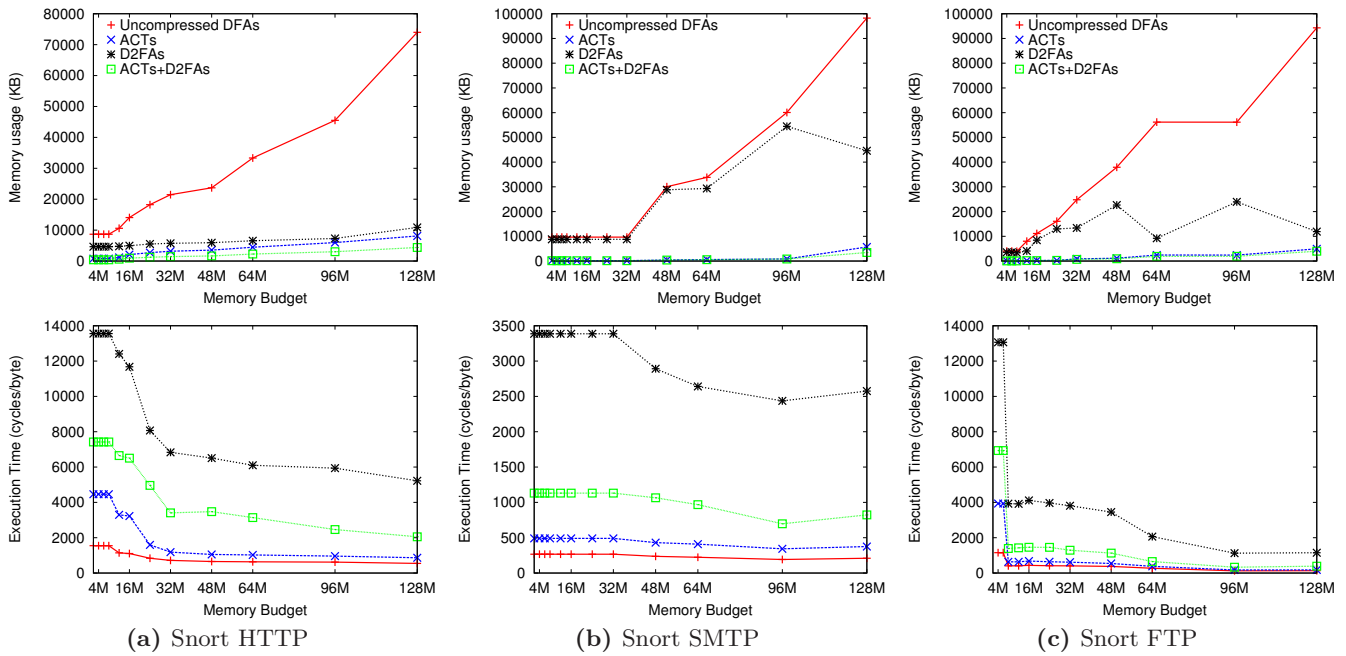 80000
70000
60000
50000
40000
30000
20000
10000
0
Memory usage (KB)
Uncompressed DFAs
ACTs
D2FAs
ACTs+D2FAs
4M 16M 32M 48M 64M 96M 128M
Memory Budget
100000
90000
80000
70000
60000
50000
40000
30000
20000
10000
0
Memory usage (KB)
Uncompressed DFAs
ACTs
D2FAs
ACTs+D2FAs
4M 16M 32M 48M 64M 96M 128M
Memory Budget
100000
90000
80000
70000
60000
50000
40000
30000
20000
10000
0
Memory usage (KB)
Uncompressed DFAs
ACTs
D2FAs
ACTs+D2FAs
4M 16M 32M 48M 64M 96M 128M
Memory Budget
14000
12000
10000
8000
6000
4000
2000
0
Execution Time (cycles/byte)
4M 16M 32M 48M 64M 96M 128M
Memory Budget
(a) Snort HTTP
3500
3000
2500
2000
1500
1000
500
0
Execution Time (cycles/byte)
4M 16M 32M 48M 64M 96M 128M
Memory Budget
(b) Snort SMTP
14000
12000
10000
8000
6000
4000
2000
0
Execution Time (cycles/byte)
4M 16M 32M 48M 64M 96M 128M
Memory Budget
(c) Snort FTP